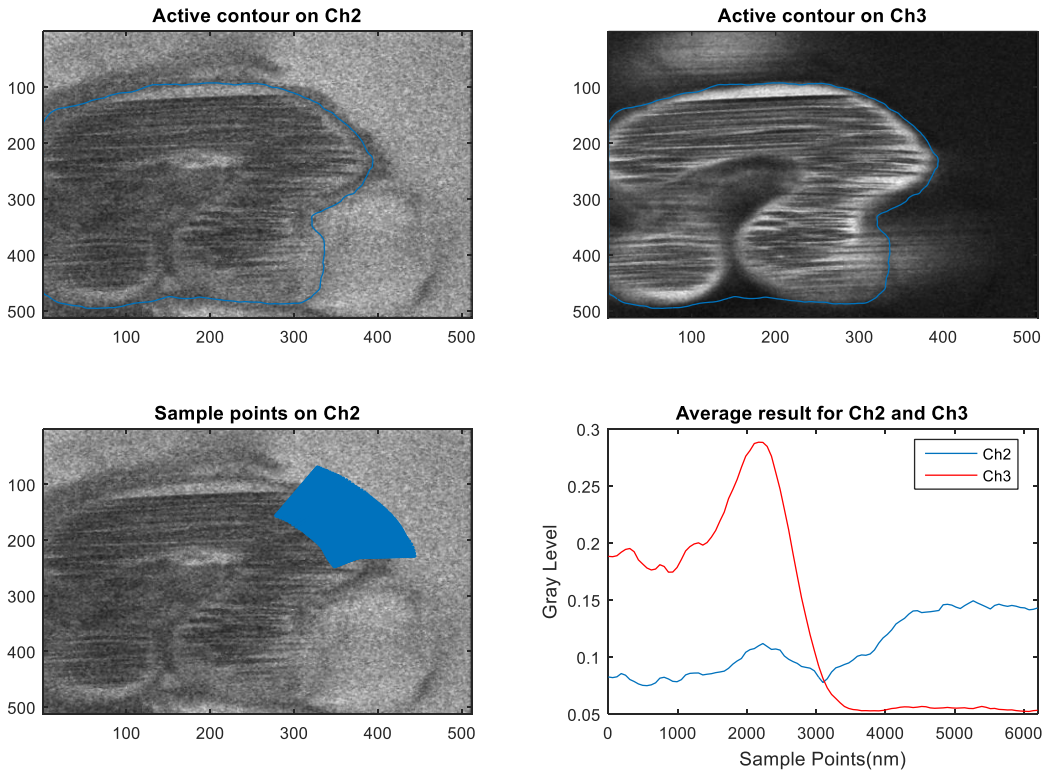 Active contour on Ch2
100
200
300
400
500
100 200 300 400 500
Active contour on Ch3
100
200
300
400
500
100 200 300 400 500
Sample points on Ch2
100
200
300
400
500
100 200 300 400 500
Average result for Ch2 and Ch3
0.3
0.25
0.2
0.15
0.1
0.05
Gray Level
Ch2
Ch3
0 1000 2000 3000 4000 5000 6000
Sample Points(nm)